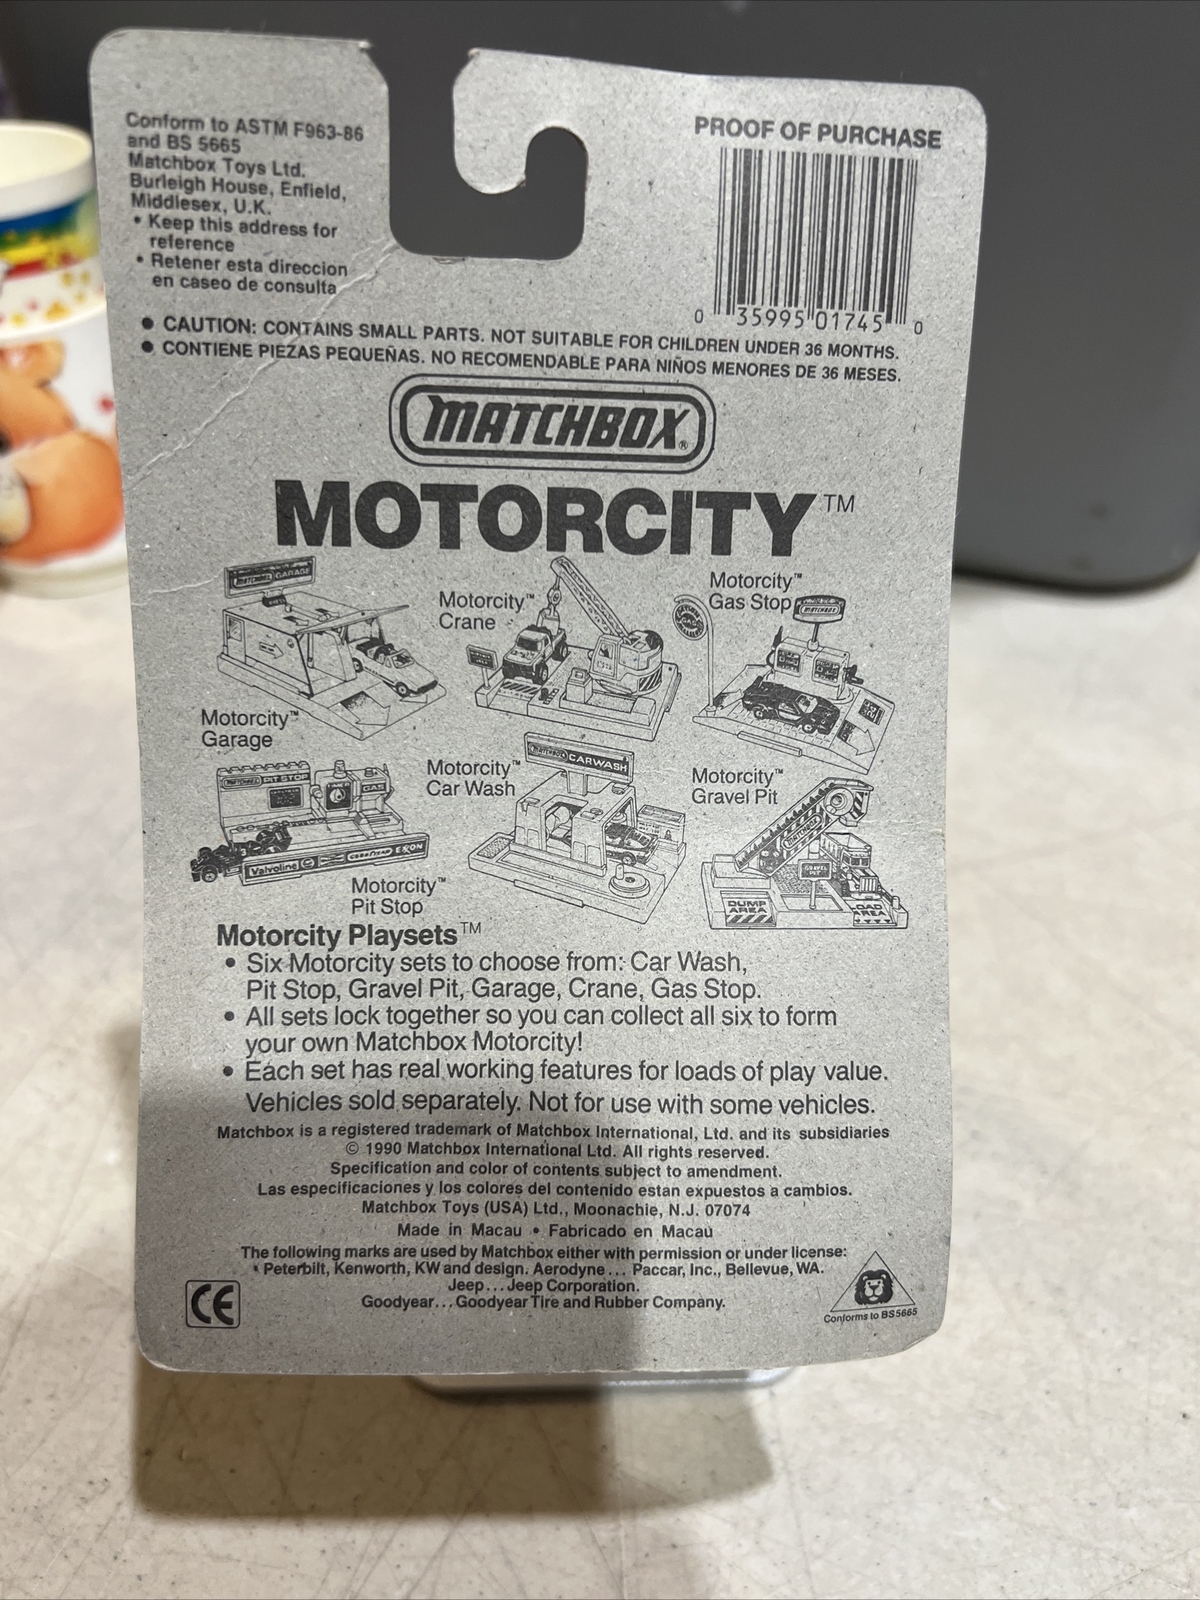 Conform to ASTM F963-86
and BS 5665
Matchbox Toys Ltd.
Burleigh House, Enfield,
Middlesex, U.K.
• Keep this address for
reference
• Retener esta direccion
en caseo de consulta
PROOF OF PURCHASE
0 35995 01745 0
• CAUTION: CONTAINS SMALL PARTS. NOT SUITABLE FOR CHILDREN UNDER 36 MONTHS.
• CONTIENE PIEZAS PEQUEÑAS. NO RECOMENDABLE PARA NIÑOS MENORES DE 36 MESES.
MATCHBOX®
MOTORCITY™
MATCHBOX GARAGE
Motorcity™
Garage
Motorcity™
Crane
Motorcity™
Gas Stop
MATCHBOX
MATCHBOX PIT STOP
GAS
Valvoline GOODYEAR EXXON
Motorcity™
Pit Stop
Motorcity™
Car Wash
MATCHBOX CARWASH
Motorcity™
Gravel Pit
MATCHBOX
GRAVEL
PIT
DUMP
AREA
LOAD
AREA
Motorcity Playsets™
• Six Motorcity sets to choose from: Car Wash,
Pit Stop, Gravel Pit, Garage, Crane, Gas Stop.
• All sets lock together so you can collect all six to form
your own Matchbox Motorcity!
• Each set has real working features for loads of play value.
Vehicles sold separately. Not for use with some vehicles.
Matchbox is a registered trademark of Matchbox International, Ltd. and its subsidiaries
© 1990 Matchbox International Ltd. All rights reserved.
Specification and color of contents subject to amendment.
Las especificaciones y los colores del contenido estan expuestos a cambios.
Matchbox Toys (USA) Ltd., Moonachie, N.J. 07074
Made in Macau • Fabricado en Macau
The following marks are used by Matchbox either with permission or under license:
• Peterbilt, Kenworth, KW and design. Aerodyne... Paccar, Inc., Bellevue, WA.
Jeep...Jeep Corporation.
Goodyear...Goodyear Tire and Rubber Company.
CE
Conforms to BS5665